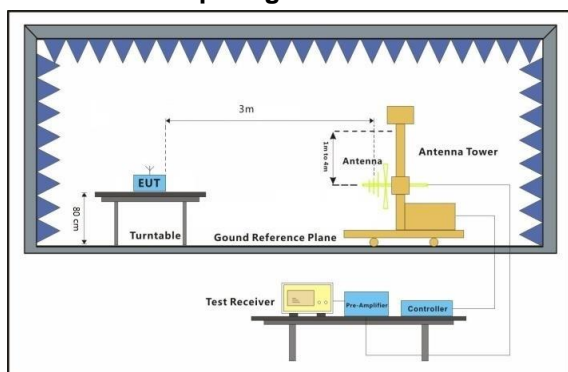 3m
1m to 4m
Antenna
Antenna Tower
EUT
80 cm
Turntable
Gound Reference Plane
Test Receiver
Pre-Amplifier
Controller